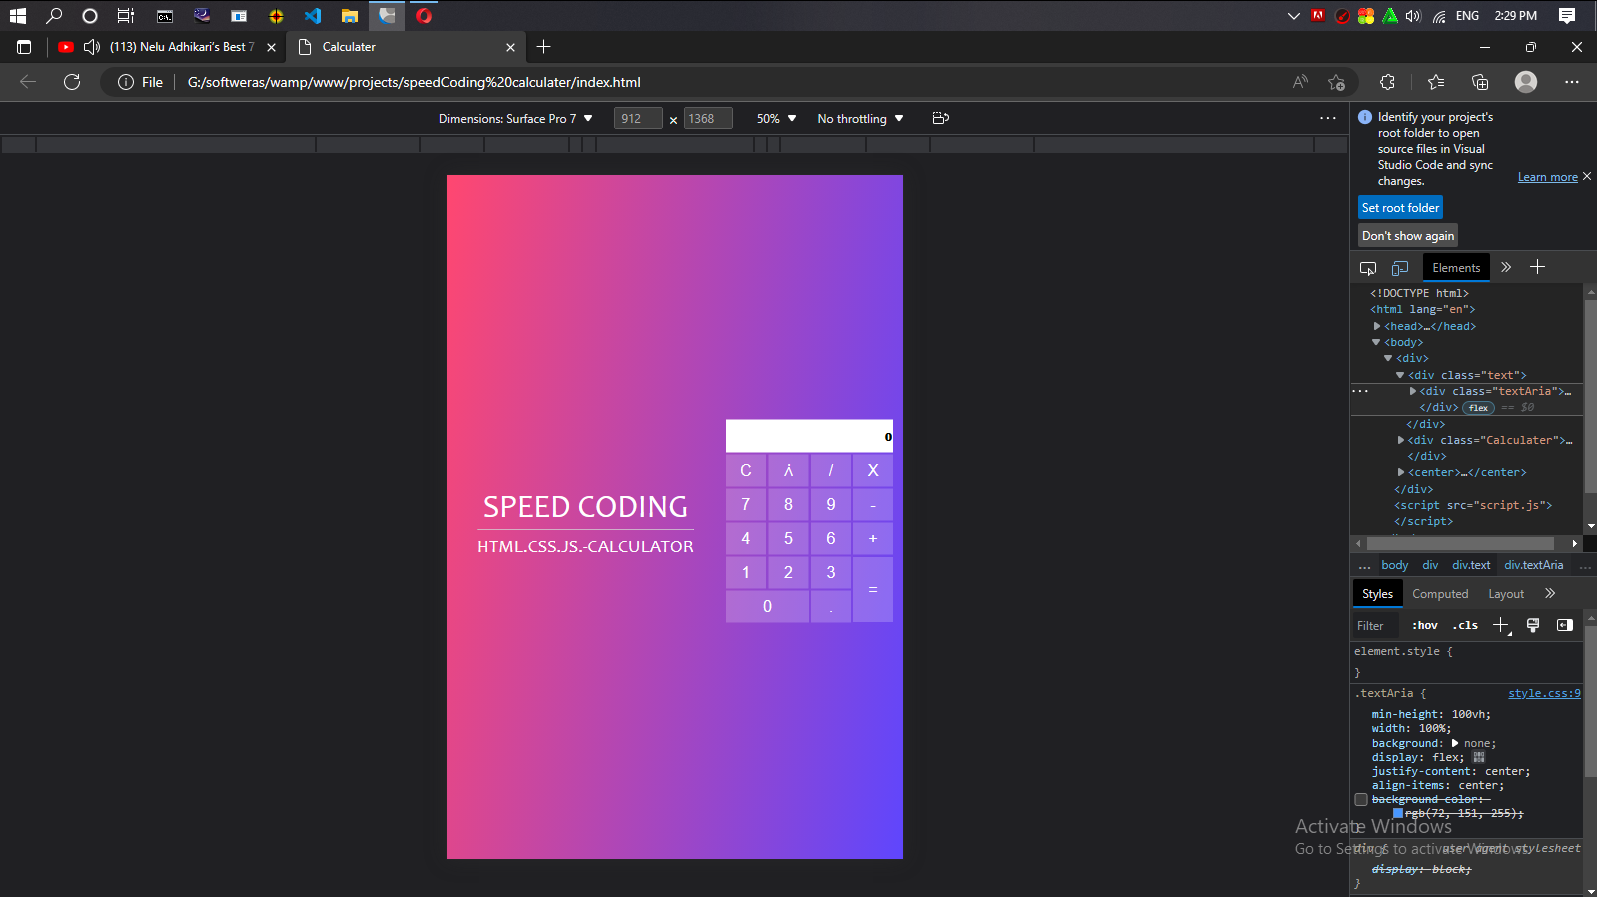 ENG 2:29 PM
(113) Nelu Adhikari's Best 7
Calculater
File G:/softweras/wamp/www/projects/speedCoding%20calculater/index.html
Dimensions: Surface Pro 7 912 x 1368 50% No throttling
Identify your project's
root folder to open
source files in Visual
Studio Code and sync
changes.
Learn more
Set root folder
Don't show again
Elements
<!DOCTYPE html>
<html lang="en">
<head>…</head>
<body>
<div>
<div class="text">
<div class="textAria">…
</div> flex == $0
</div>
<div class="Calculater">…
</div>
<center>…</center>
</div>
<script src="script.js">
</script>
... body div div.text div.textAria ...
Styles Computed Layout
Filter :hov .cls
element.style {
}
.textAria { style.css:9
min-height: 100vh;
width: 100%;
background: none;
display: flex;
justify-content: center;
align-items: center;
background-color:
rgb(72, 151, 255);
}
div { user agent stylesheet
display: block;
}
Activate Windows
Go to Settings to activate Windows.
SPEED CODING
HTML.CSS.JS.-CALCULATOR
0
C / X
7 8 9 -
4 5 6 +
1 2 3 =
0 .